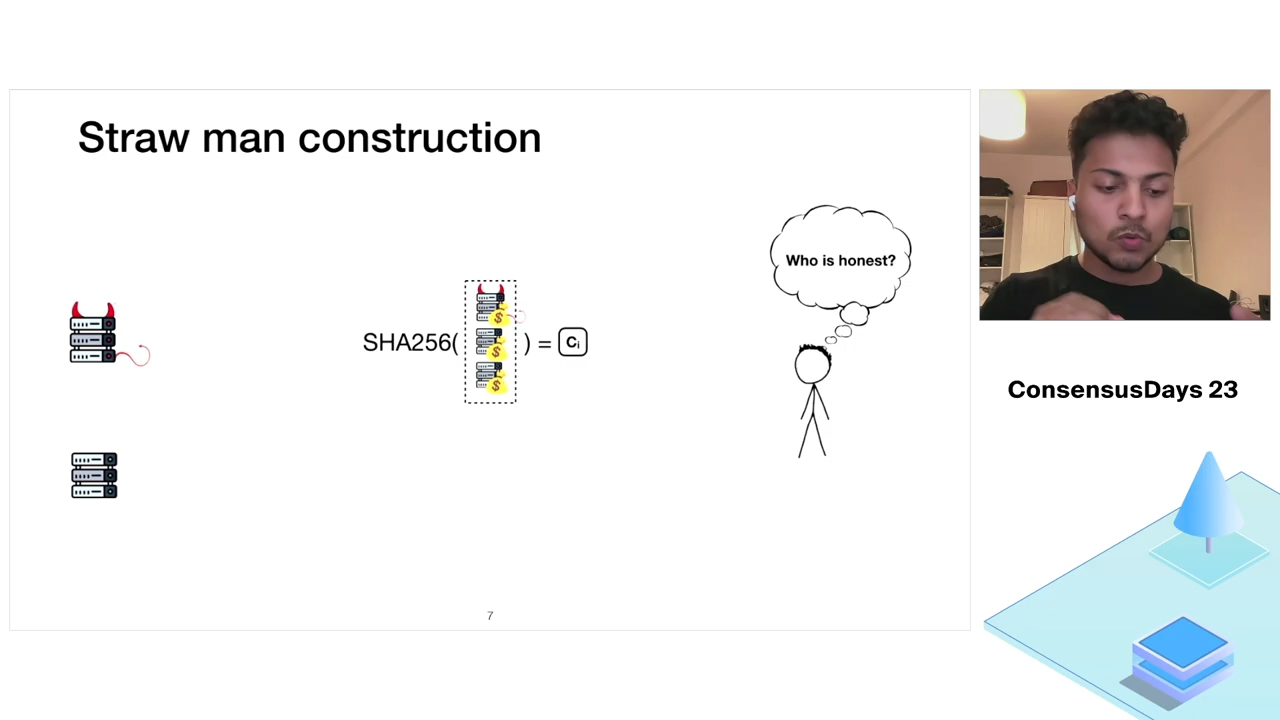 Straw man construction
Who is honest?
SHA256( $ $ $ ) = Cᵢ
7
ConsensusDays 23